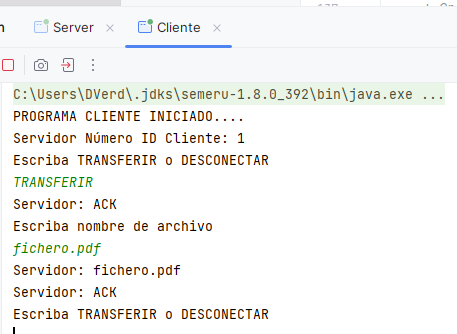 Server Cliente
C:\Users\DVerd\.jdks\semeru-1.8.0_392\bin\java.exe ...
PROGRAMA CLIENTE INICIADO....
Servidor Número ID Cliente: 1
Escriba TRANSFERIR o DESCONECTAR
TRANSFERIR
Servidor: ACK
Escriba nombre de archivo
fichero.pdf
Servidor: fichero.pdf
Servidor: ACK
Escriba TRANSFERIR o DESCONECTAR